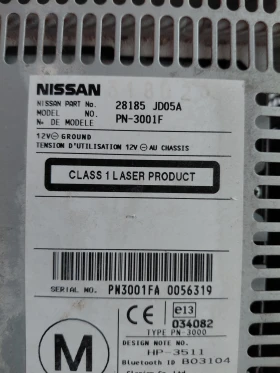 NISSAN
NISSAN PART No. 28185 JD05A
MODEL NO. PN-3001F
No DE MODELE
12V⊖GROUND
TENSION D'UTILISATION 12V ⊖ AU CHASSIS
CLASS 1 LASER PRODUCT
SERIAL NO. PN3001FA 0056319
CE e13
034082
TYPE PN-3000
M
DESIGN NOTE
HP-3511
Bluetooth ID B03104